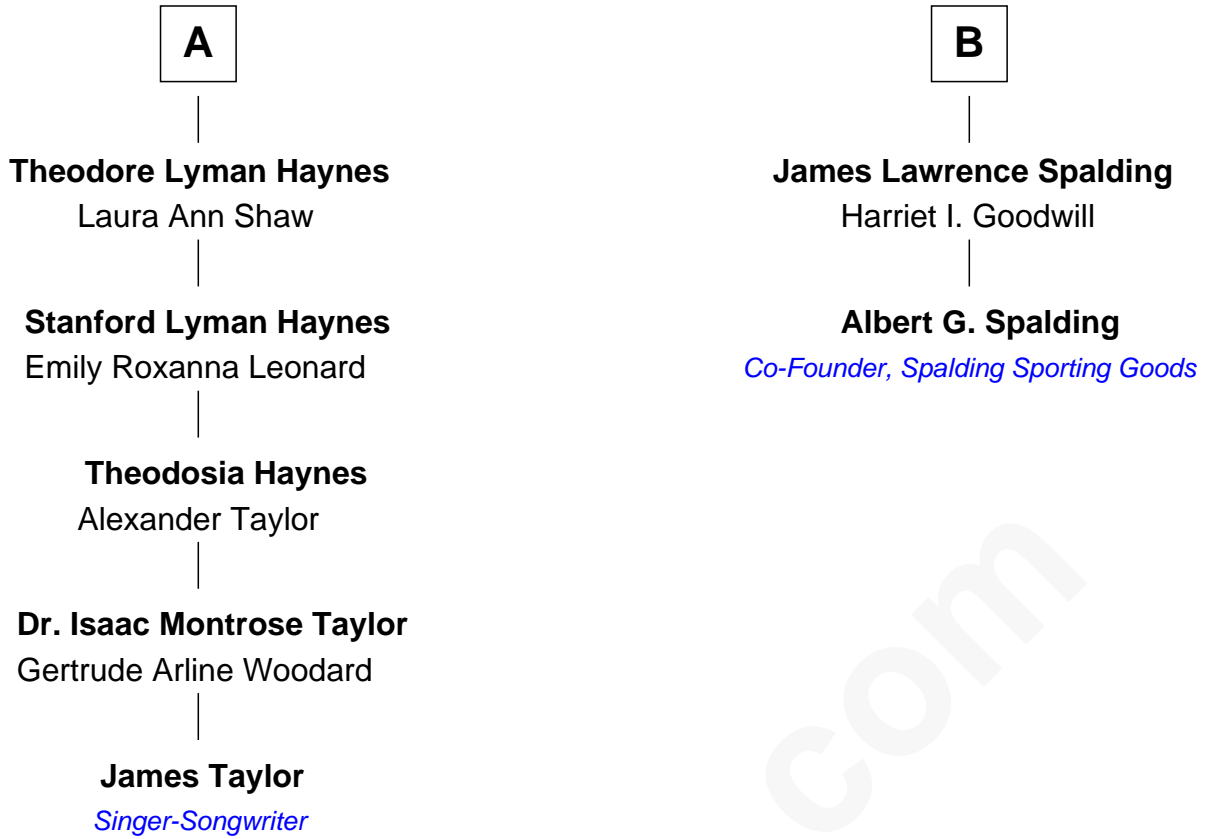 A
Theodore Lyman Haynes
Laura Ann Shaw
Stanford Lyman Haynes
Emily Roxanna Leonard
Theodosia Haynes
Alexander Taylor
Dr. Isaac Montrose Taylor
Gertrude Arline Woodard
James Taylor
Singer-Songwriter
B
James Lawrence Spalding
Harriet I. Goodwill
Albert G. Spalding
Co-Founder, Spalding Sporting Goods
com